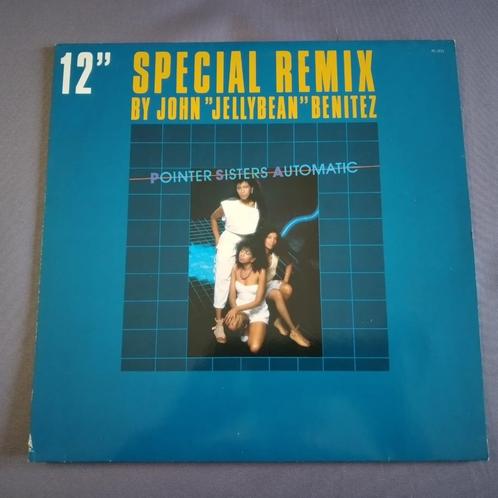 12” SPECIAL REMIX
BY JOHN ”JELLYBEAN” BENITEZ
POINTER SISTERS AUTOMATIC